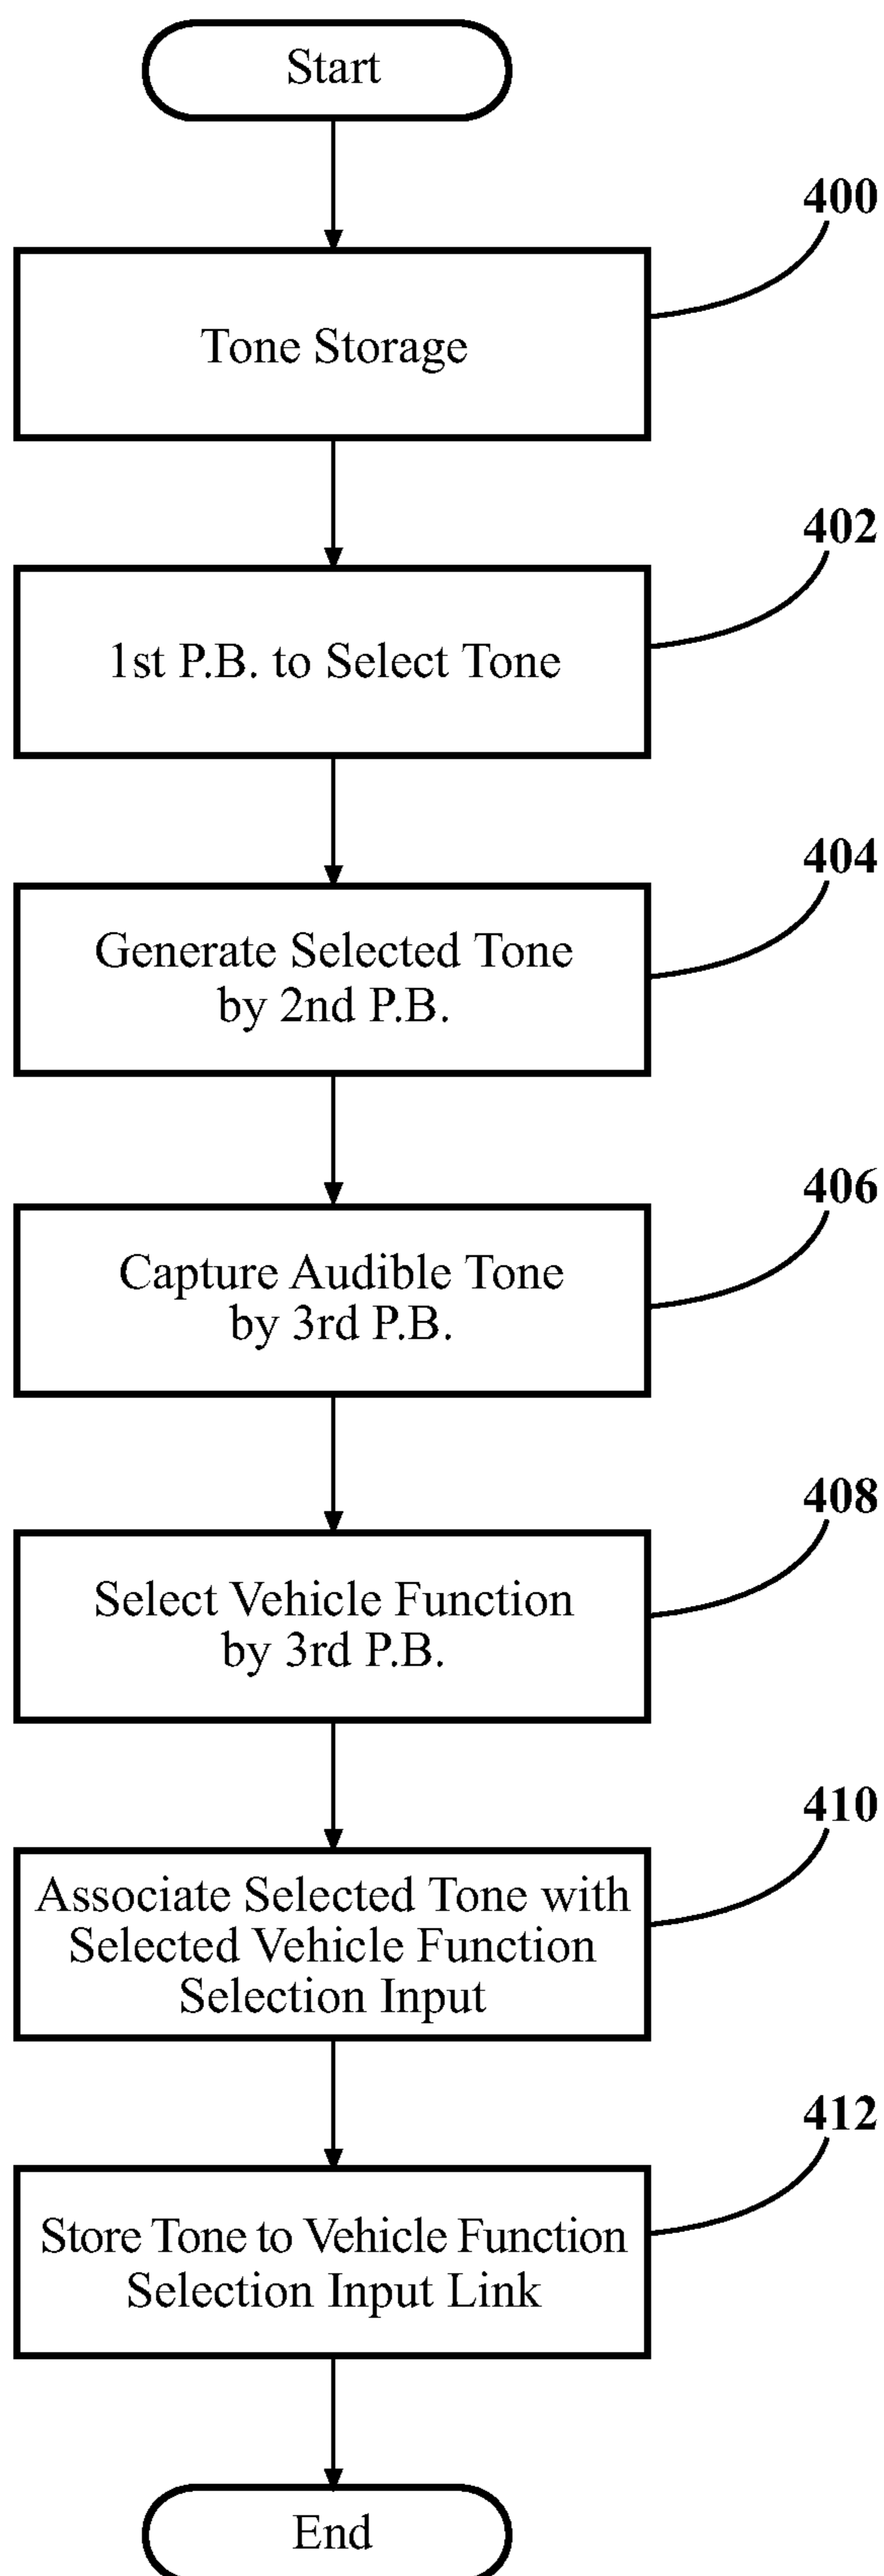 Start
400
Tone Storage
402
1st P.B. to Select Tone
404
Generate Selected Tone
by 2nd P.B.
406
Capture Audible Tone
by 3rd P.B.
408
Select Vehicle Function
by 3rd P.B.
410
Associate Selected Tone with
Selected Vehicle Function
Selection Input
412
Store Tone to Vehicle Function
Selection Input Link
End